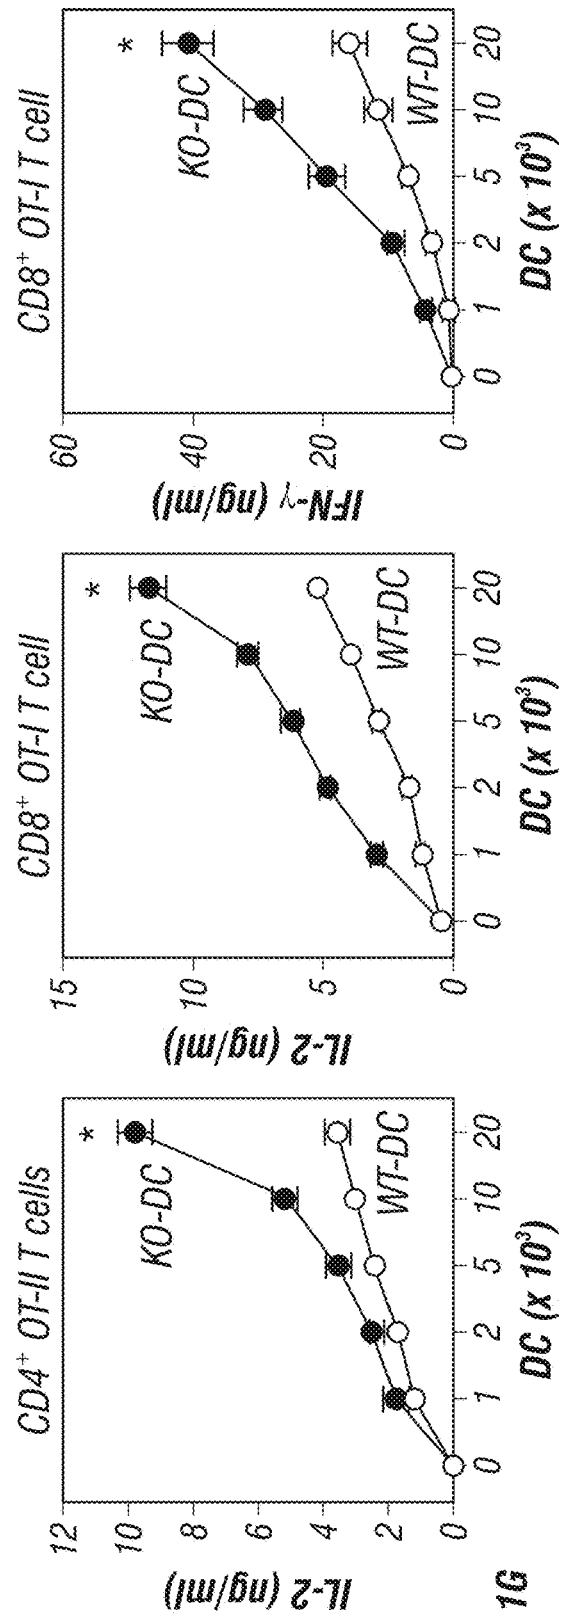 CD4⁺ OT-II T cells
IL-2 (ng/ml)
12
10
8
6
4
2
0
KO-DC
*
WT-DC
0 1 2 5 10 20
DC (x 10³)
CD8⁺ OT-I T cell
IL-2 (ng/ml)
15
10
5
0
KO-DC
*
WT-DC
0 1 2 5 10 20
DC (x 10³)
CD8⁺ OT-I T cell
IFN-γ (ng/ml)
60
40
20
0
KO-DC
*
WT-DC
0 1 2 5 10 20
DC (x 10³)
1G